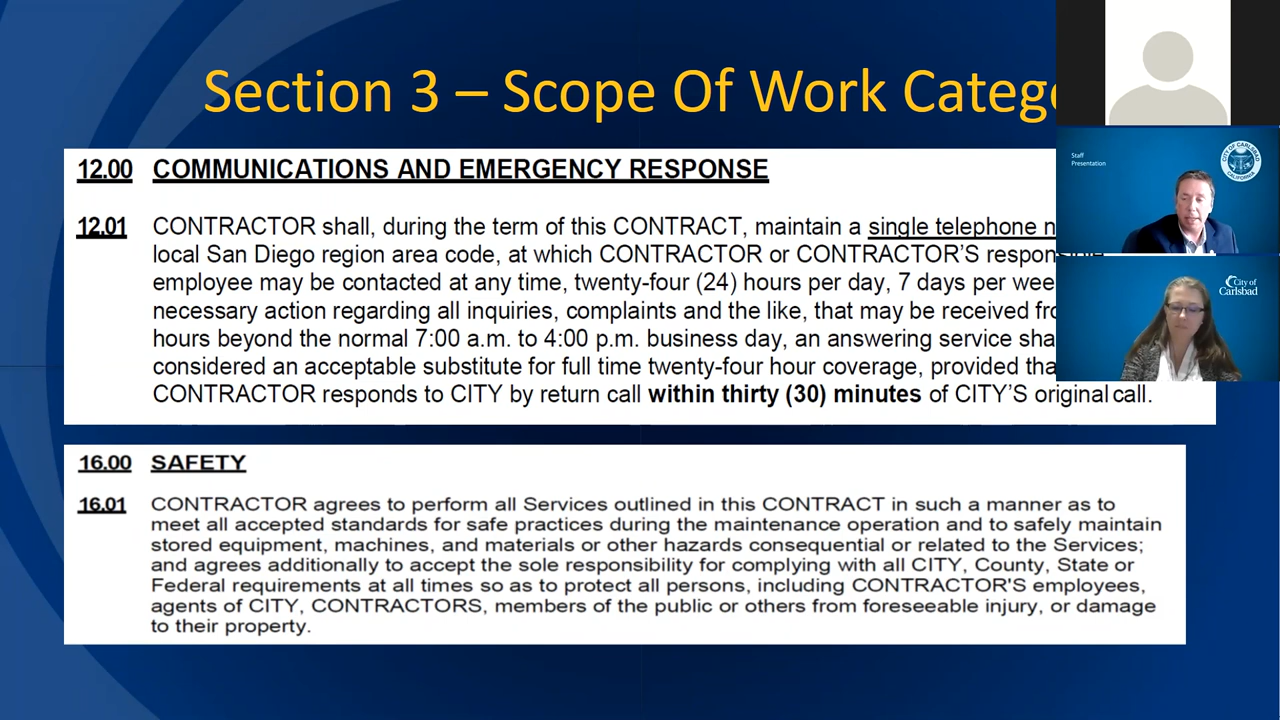 Section 3 – Scope Of Work Catego
12.00 COMMUNICATIONS AND EMERGENCY RESPONSE
12.01 CONTRACTOR shall, during the term of this CONTRACT, maintain a single telephone n
local San Diego region area code, at which CONTRACTOR or CONTRACTOR'S responsible
employee may be contacted at any time, twenty-four (24) hours per day, 7 days per wee
necessary action regarding all inquiries, complaints and the like, that may be received fro
hours beyond the normal 7:00 a.m. to 4:00 p.m. business day, an answering service sha
considered an acceptable substitute for full time twenty-four hour coverage, provided tha
CONTRACTOR responds to CITY by return call within thirty (30) minutes of CITY'S original call.
16.00 SAFETY
16.01 CONTRACTOR agrees to perform all Services outlined in this CONTRACT in such a manner as to
meet all accepted standards for safe practices during the maintenance operation and to safely maintain
stored equipment, machines, and materials or other hazards consequential or related to the Services;
and agrees additionally to accept the sole responsibility for complying with all CITY, County, State or
Federal requirements at all times so as to protect all persons, including CONTRACTOR'S employees,
agents of CITY, CONTRACTORS, members of the public or others from foreseeable injury, or damage
to their property.
Staff
Presentation
CITY OF CARLSBAD
CALIFORNIA
City of
Carlsbad